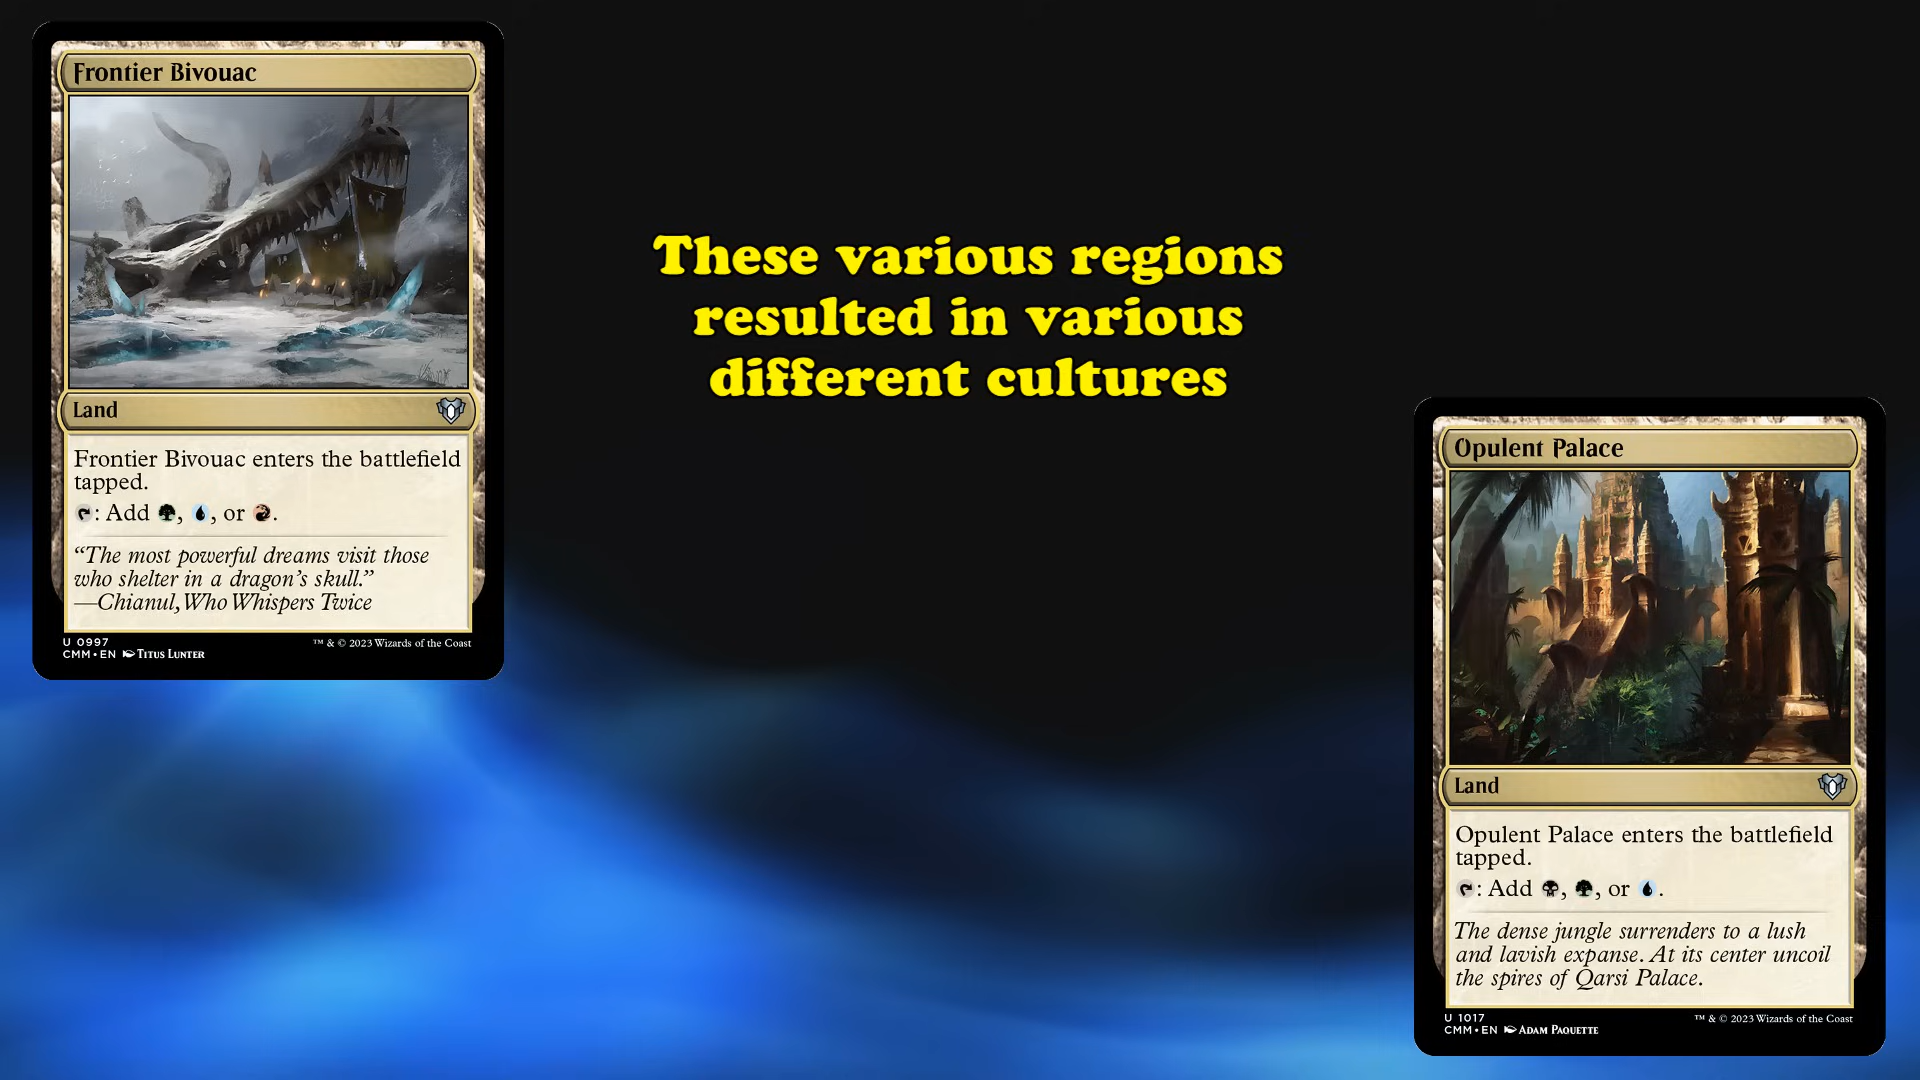 Frontier Bivouac
Land
Frontier Bivouac enters the battlefield
tapped.
: Add , , or .
“The most powerful dreams visit those
who shelter in a dragon’s skull.”
—Chianul, Who Whispers Twice
U 0997
CMM • EN Titus Lunter
™ & © 2023 Wizards of the Coast
These various regions
resulted in various
different cultures
Opulent Palace
Land
Opulent Palace enters the battlefield
tapped.
: Add , , or .
The dense jungle surrenders to a lush
and lavish expanse. At its center uncoil
the spires of Qarsi Palace.
U 1017
CMM • EN Adam Paquette
™ & © 2023 Wizards of the Coast